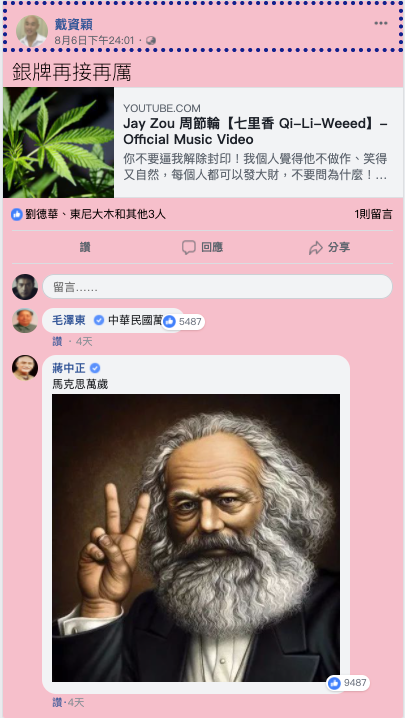 戴資穎
8月6日下午24:01 ·
銀牌再接再厲
YOUTUBE.COM
Jay Zou 周節輪【七里香 Qi-Li-Weeed】-
Official Music Video
你不要逼我解除封印！我個人覺得他不做作、笑得
又自然，每個人都可以發大財，不要問為什麼！...
劉德華、東尼大木和其他3人 1則留言
讚 回應 分享
留言......
毛澤東 中華民國萬 5487
讚 · 4天
蔣中正
馬克思萬歲
9487
讚·4天